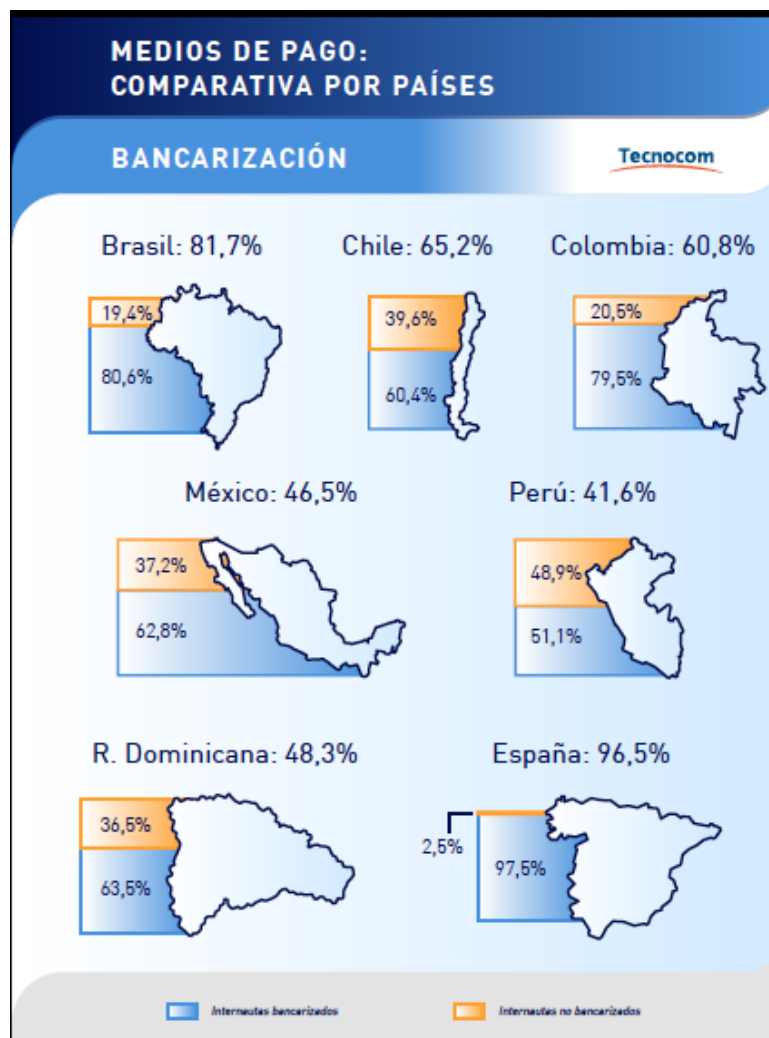 MEDIOS DE PAGO:
COMPARATIVA POR PAÍSES
BANCARIZACIÓN
Tecnocom
Brasil: 81,7%
Chile: 65,2%
Colombia: 60,8%
19,4%
80,6%
39,6%
60,4%
20,5%
79,5%
México: 46,5%
Perú: 41,6%
37,2%
62,8%
48,9%
51,1%
R. Dominicana: 48,3%
España: 96,5%
36,5%
63,5%
2,5%
97,5%
Internautas bancarizados
Internautas no bancarizados